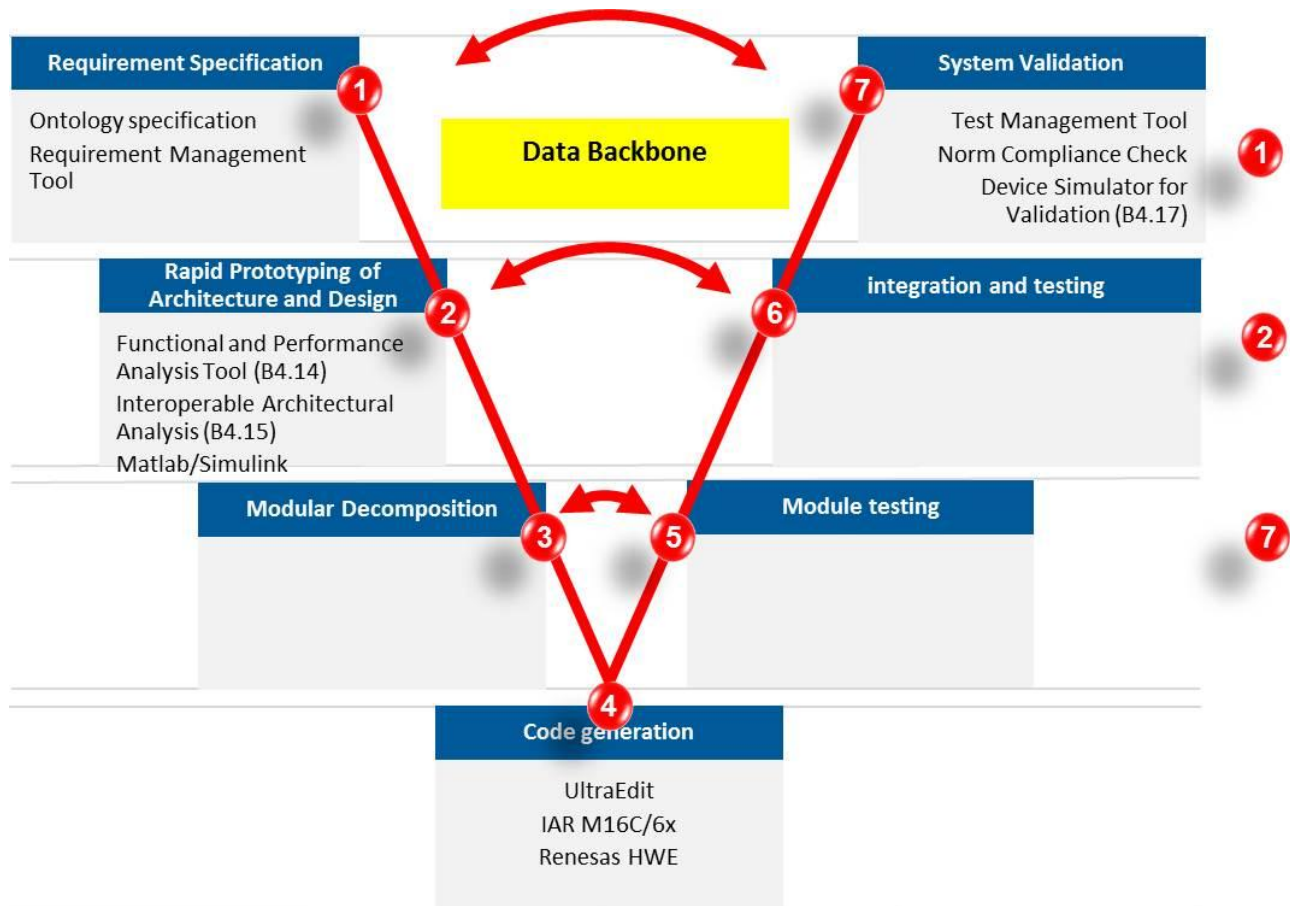 Requirement Specification
1
Ontology specification
Requirement Management
Tool
Data Backbone
System Validation
7
Test Management Tool
Norm Compliance Check
Device Simulator for
Validation (B4.17)
1
Rapid Prototyping of
Architecture and Design
2
Functional and Performance
Analysis Tool (B4.14)
Interoperable Architectural
Analysis (B4.15)
Matlab/Simulink
integration and testing
6
2
Modular Decomposition
3
Module testing
5
7
4
Code generation
UltraEdit
IAR M16C/6x
Renesas HWE